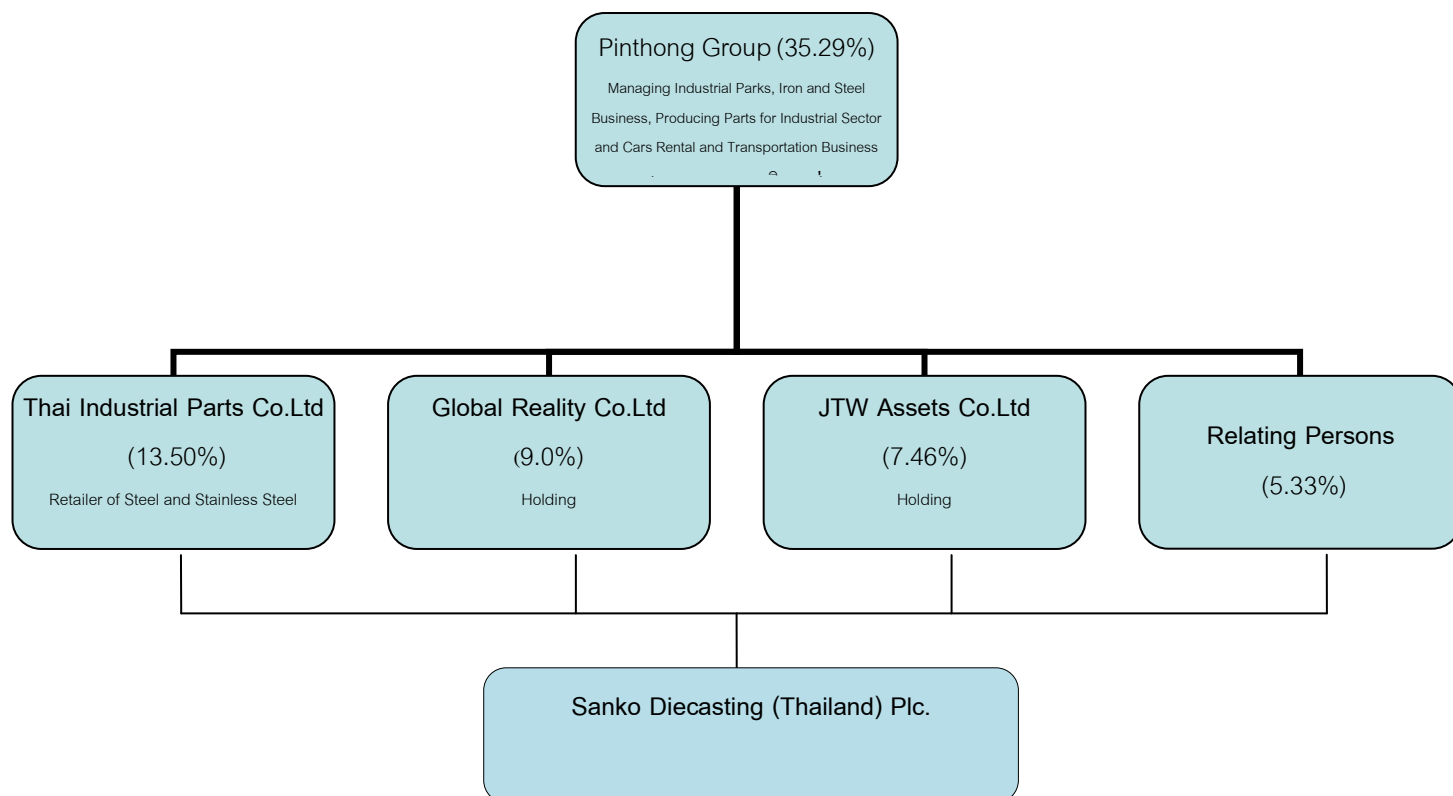 Pinthong Group (35.29%)
Managing Industrial Parks, Iron and Steel
Business, Producing Parts for Industrial Sector
and Cars Rental and Transportation Business
Thai Industrial Parts Co.Ltd
(13.50%)
Retailer of Steel and Stainless Steel
Global Reality Co.Ltd
(9.0%)
Holding
JTW Assets Co.Ltd
(7.46%)
Holding
Relating Persons
(5.33%)
Sanko Diecasting (Thailand) Plc.